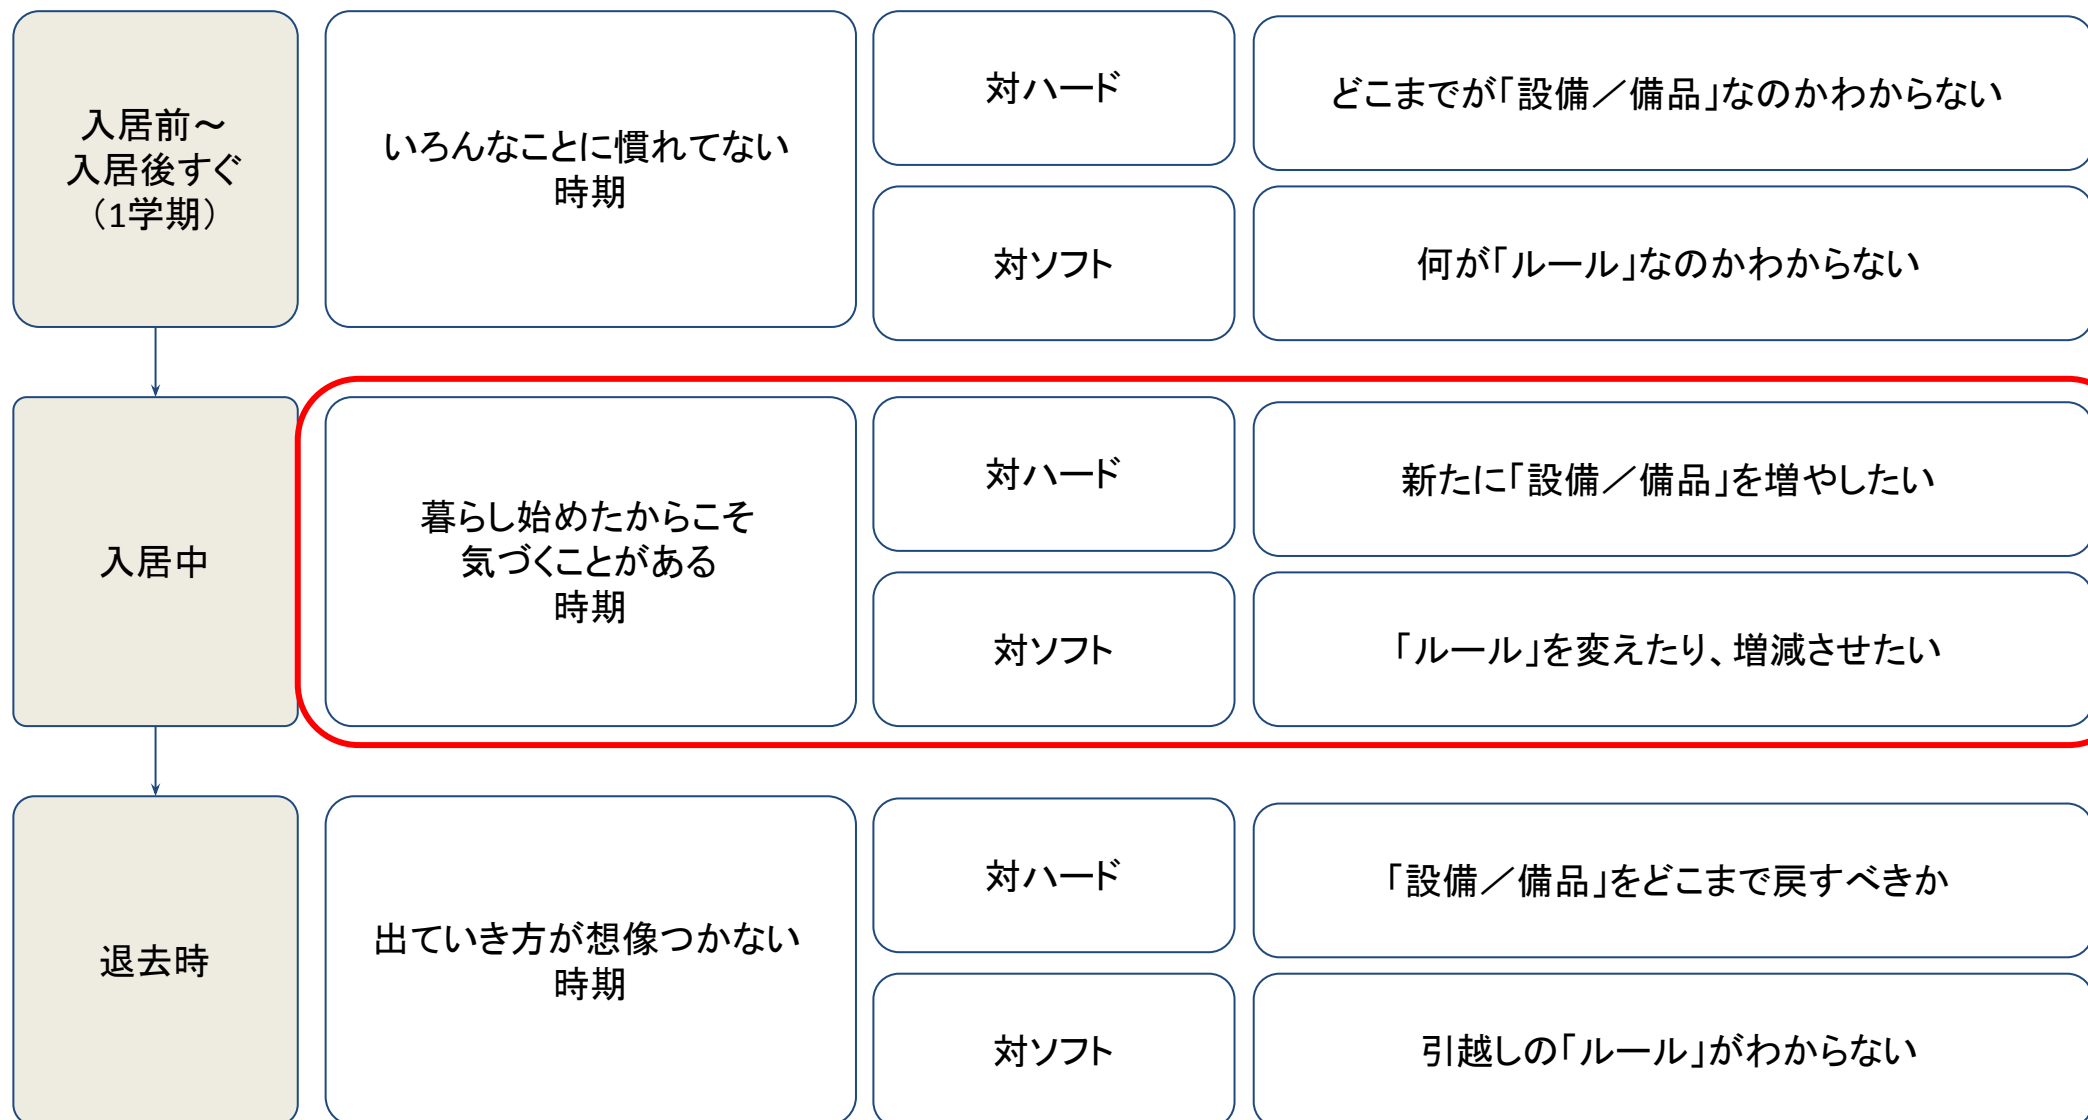 入居前～
入居後すぐ
（1学期）
いろんなことに慣れてない
時期
対ハード
どこまでが「設備／備品」なのかわからない
対ソフト
何が「ルール」なのかわからない
入居中
暮らし始めたからこそ
気づくことがある
時期
対ハード
新たに「設備／備品」を増やしたい
対ソフト
「ルール」を変えたり、増減させたい
退去時
出ていき方が想像つかない
時期
対ハード
「設備／備品」をどこまで戻すべきか
対ソフト
引越しの「ルール」がわからない